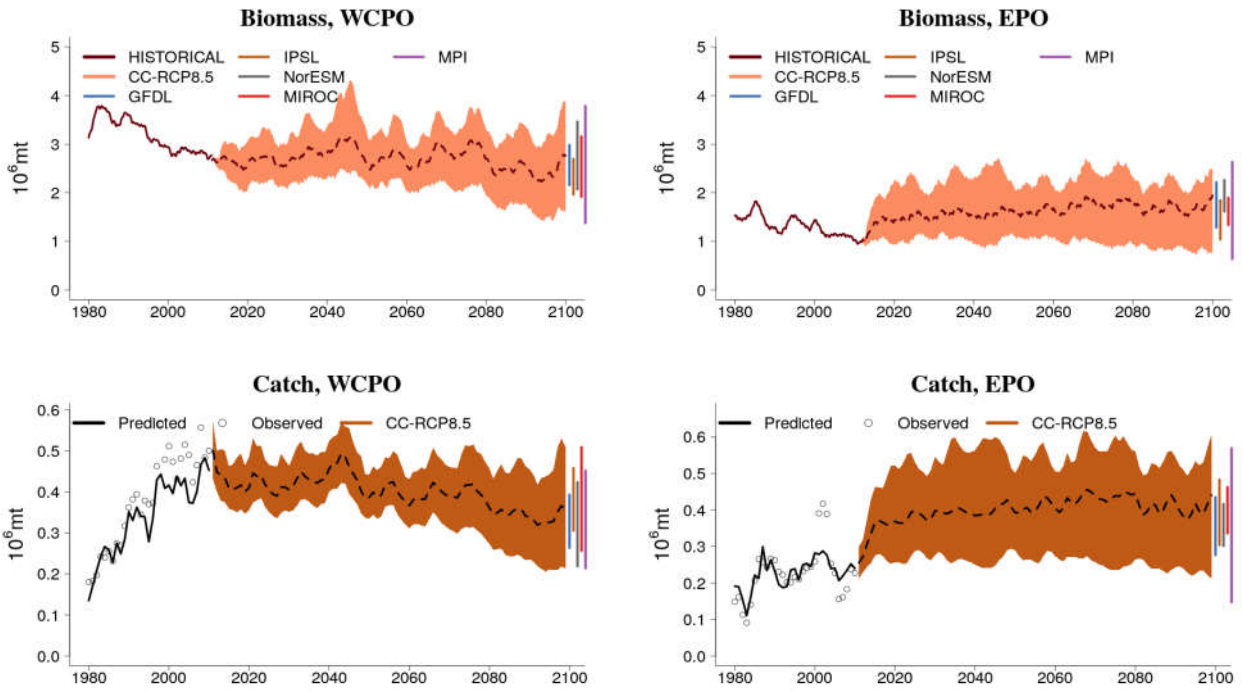 Biomass, WCPO
5
HISTORICAL IPSL MPI
CC-RCP8.5 NorESM
GFDL MIROC
4
3
2
1
0
10⁶mt
1980 2000 2020 2040 2060 2080 2100
Biomass, EPO
5
HISTORICAL IPSL MPI
CC-RCP8.5 NorESM
GFDL MIROC
4
3
2
1
0
10⁶mt
1980 2000 2020 2040 2060 2080 2100
Catch, WCPO
0.6
Predicted Observed CC-RCP8.5
0.5
0.4
0.3
0.2
0.1
0.0
10⁶mt
1980 2000 2020 2040 2060 2080 2100
Catch, EPO
Predicted Observed CC-RCP8.5
0.6
0.5
0.4
0.3
0.2
0.1
0.0
10⁶mt
1980 2000 2020 2040 2060 2080 2100